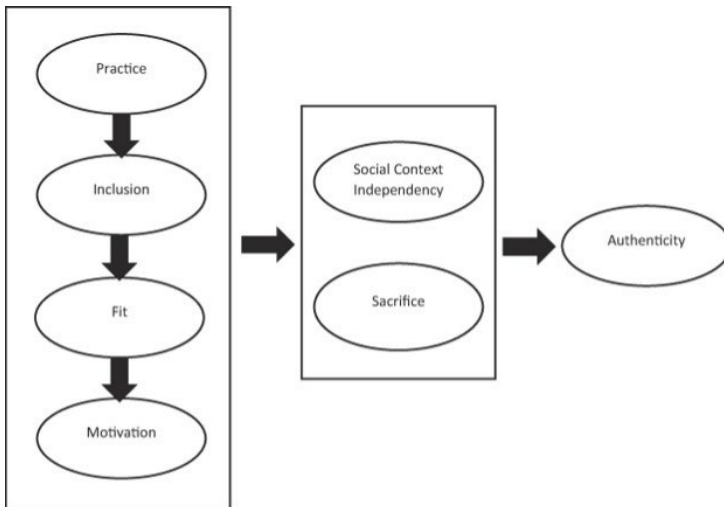 Practice
Inclusion
Fit
Motivation
Social Context
Independency
Sacrifice
Authenticity